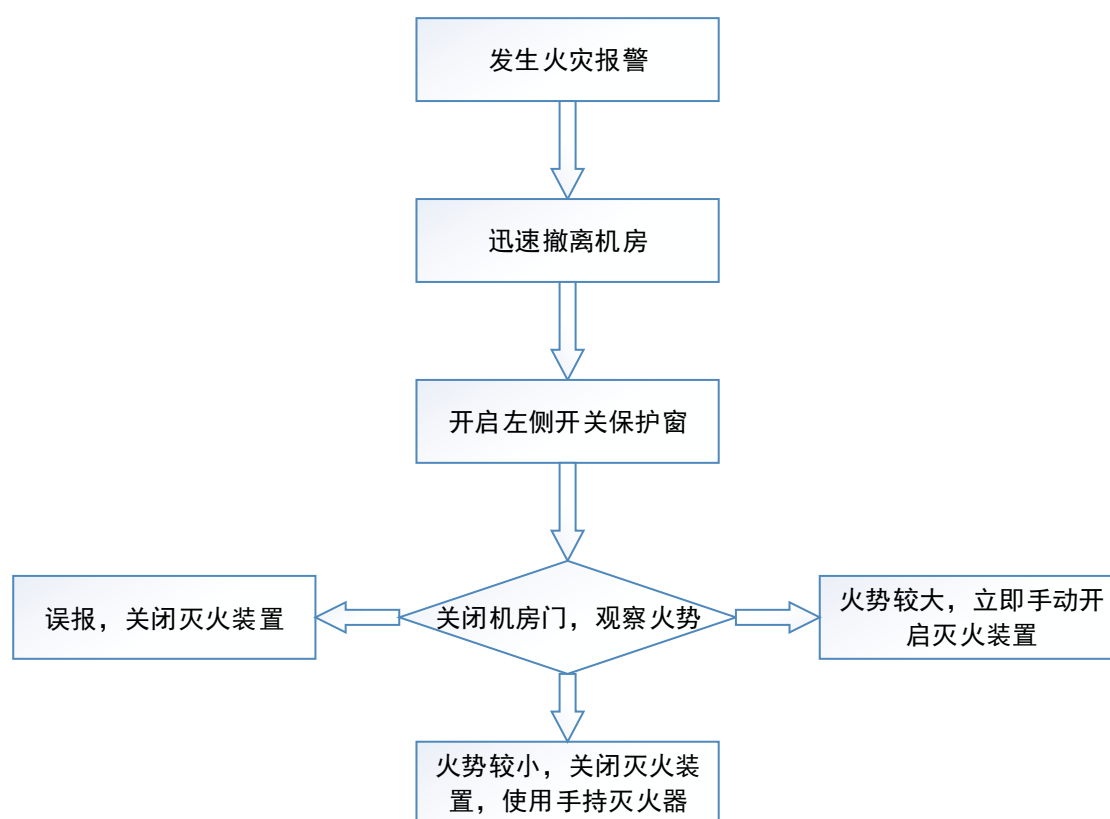 发生火灾报警
迅速撤离机房
开启左侧开关保护窗
误报，关闭灭火装置
关闭机房门，观察火势
火势较大，立即手动开
启灭火装置
火势较小，关闭灭火装
置，使用手持灭火器